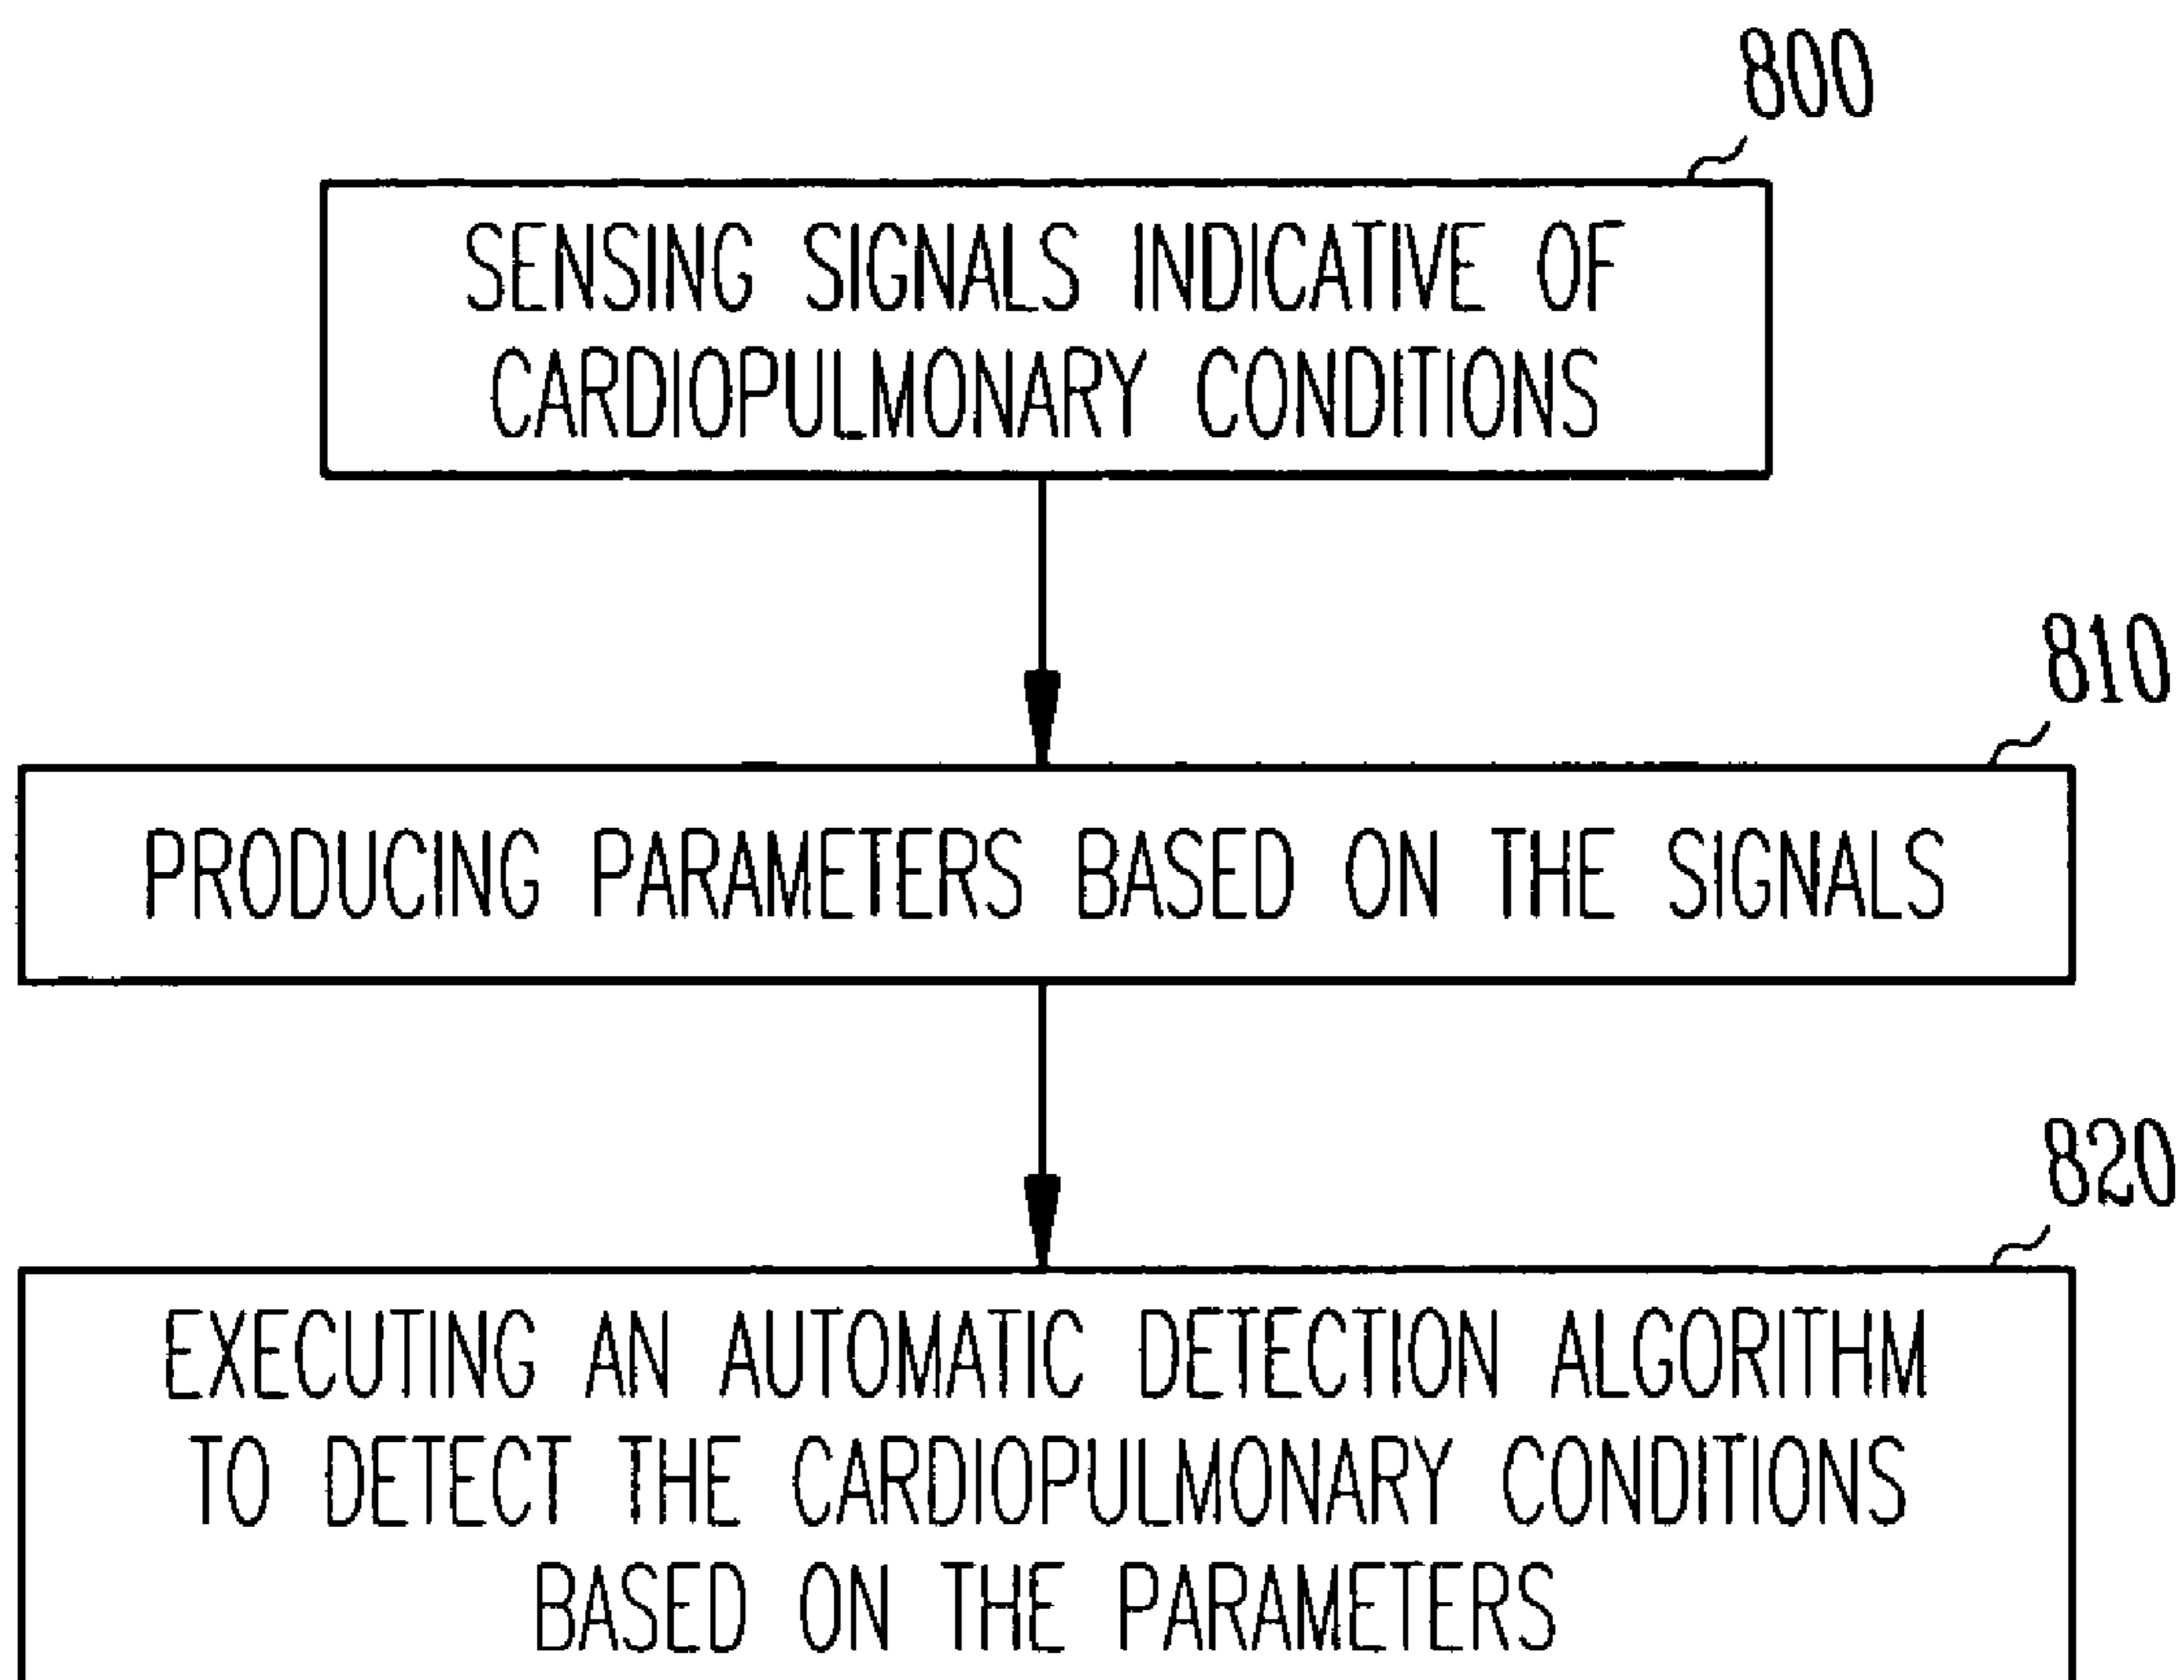 800
SENSING SIGNALS INDICATIVE OF
CARDIOPULMONARY CONDITIONS
810
PRODUCING PARAMETERS BASED ON THE SIGNALS
820
EXECUTING AN AUTOMATIC DETECTION ALGORITHM
TO DETECT THE CARDIOPULMONARY CONDITIONS
BASED ON THE PARAMETERS